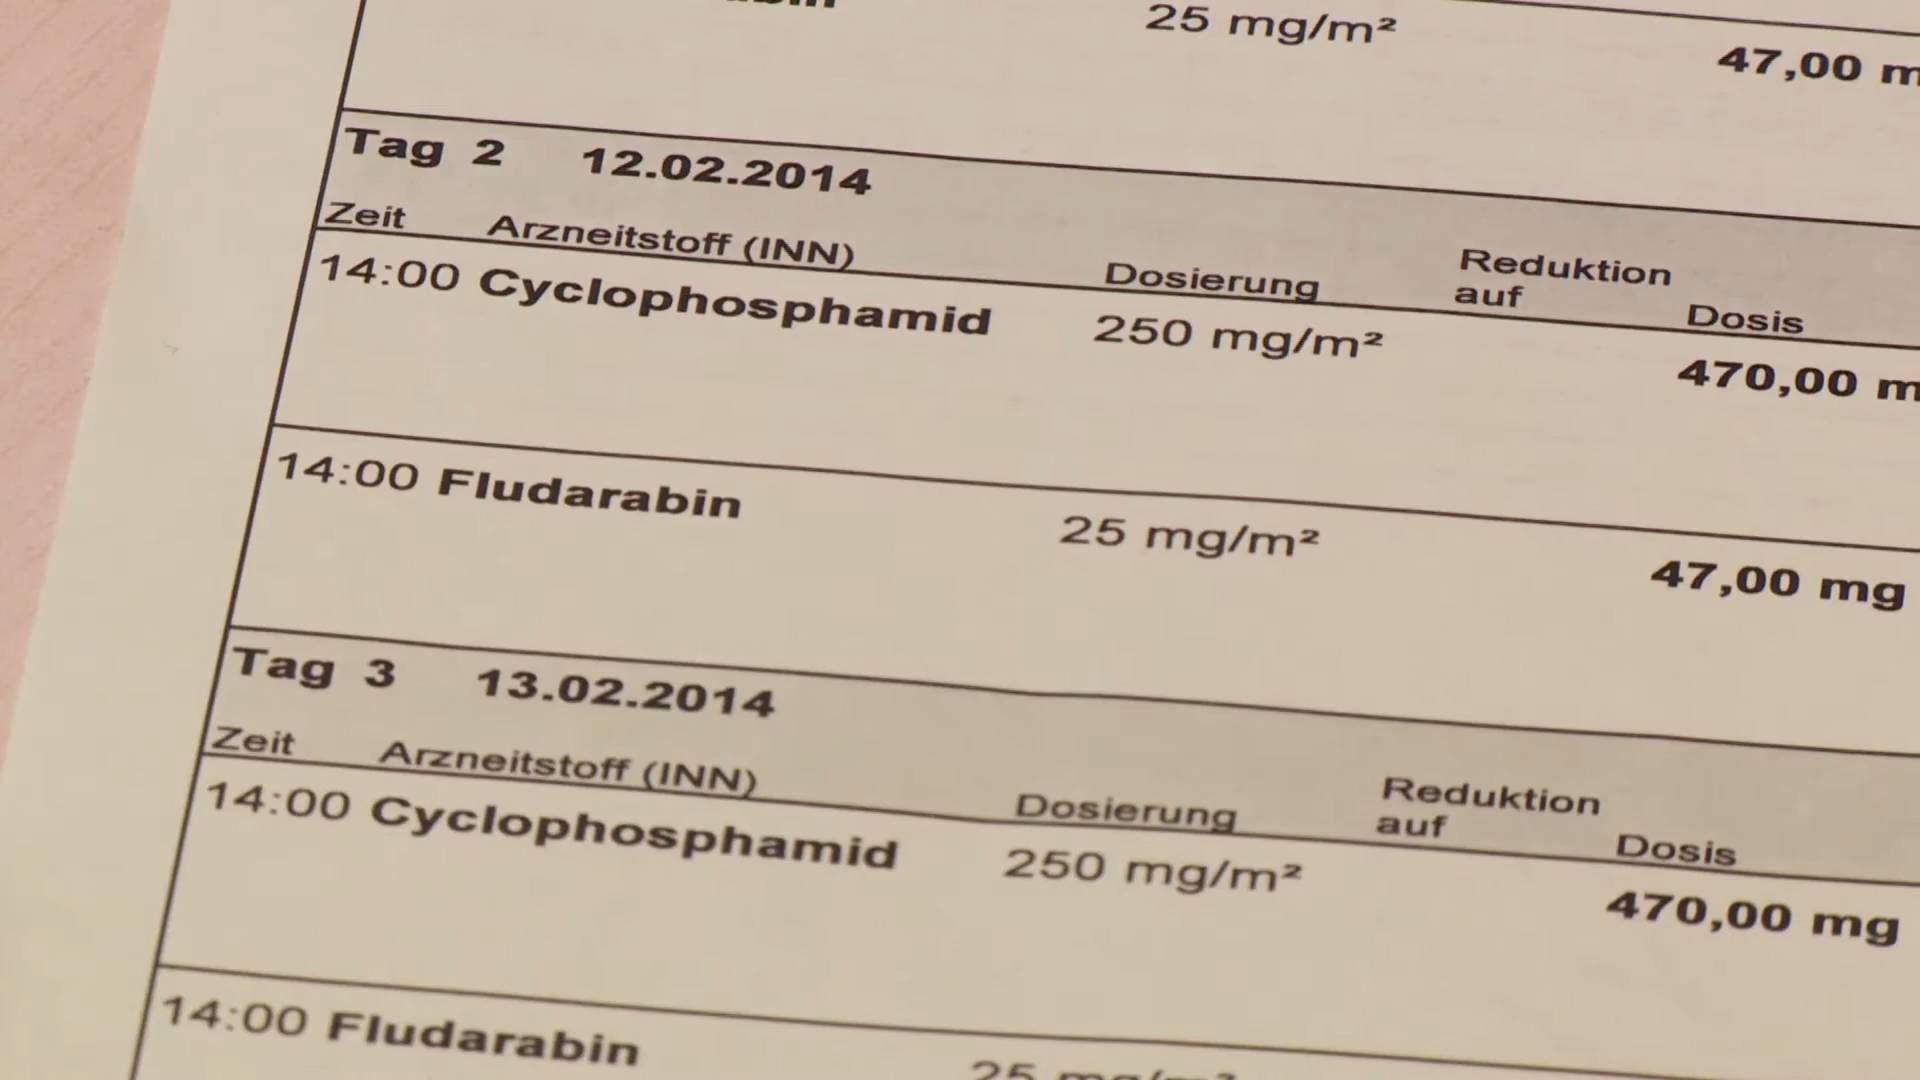 25 mg/m² 47,00
Tag 2 12.02.2014
Zeit Arzneitstoff (INN) Dosierung Reduktion auf Dosis
14:00 Cyclophosphamid 250 mg/m² 470,00
14:00 Fludarabin 25 mg/m² 47,00 mg
Tag 3 13.02.2014
Zeit Arzneitstoff (INN) Dosierung Reduktion auf Dosis
14:00 Cyclophosphamid 250 mg/m² 470,00 mg
14:00 Fludarabin 25 mg/m²